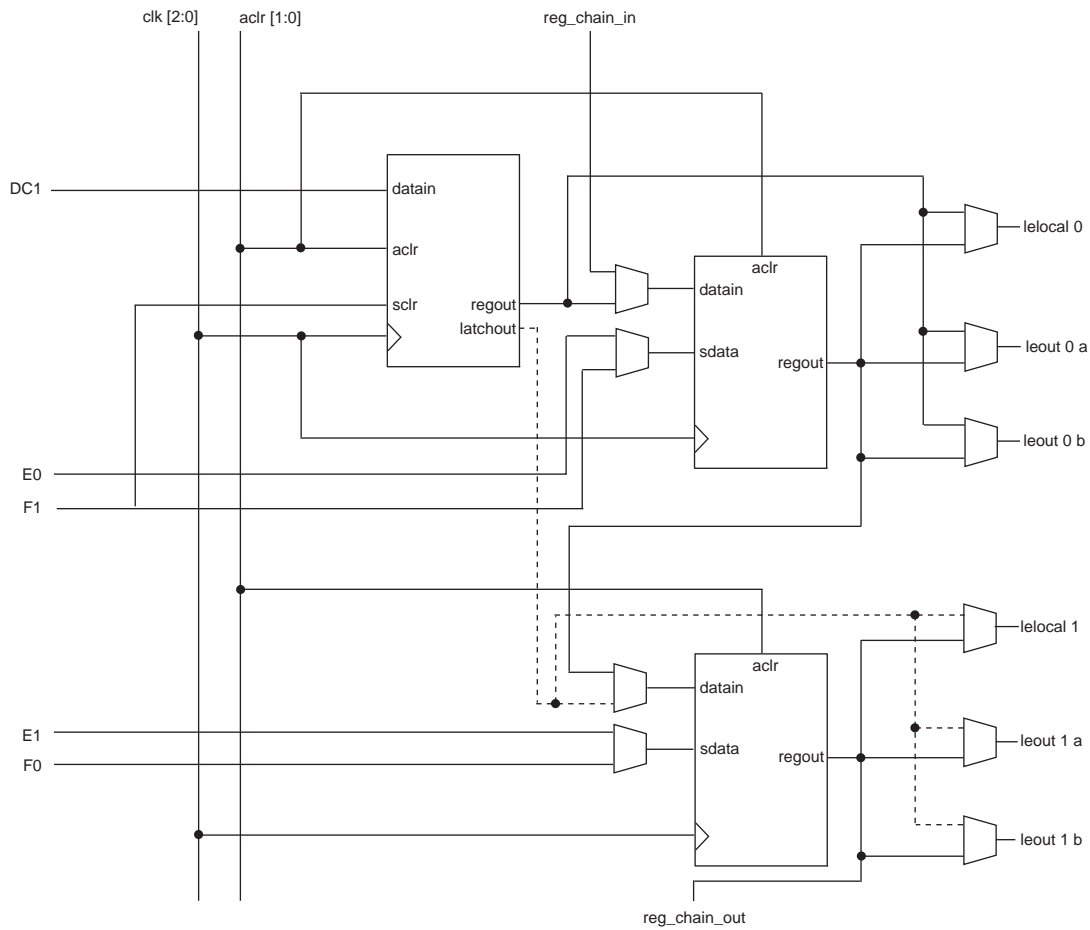 clk [2:0]
aclr [1:0]
reg_chain_in
DC1
datain
aclr
sclr
regout
latchout
aclr
datain
sdata
regout
lelocal 0
leout 0 a
leout 0 b
E0
F1
aclr
datain
sdata
regout
lelocal 1
leout 1 a
leout 1 b
E1
F0
reg_chain_out